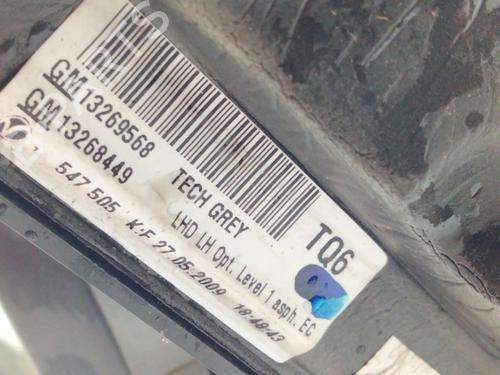 GM13269568
GM13268449
TECH GREY
TQ6
LHD LH Opt. Level 1 asph. EC
547 505 K.F 27.05.2009 18:48:43